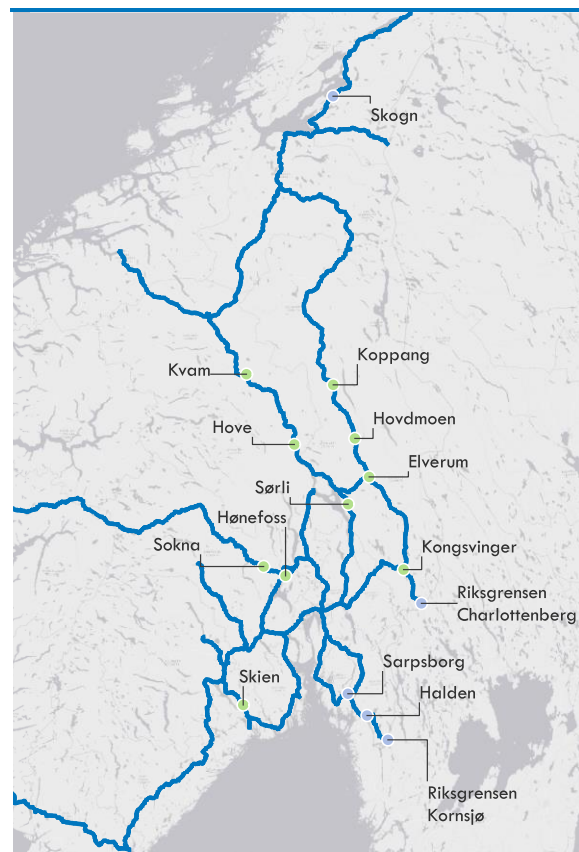 Skogn
Koppang
Kvam
Hovdmoen
Hove
Elverum
Sørli
Hønefoss
Sokna
Kongsvinger
Riksgrensen
Charlottenberg
Sarpsborg
Skien
Halden
Riksgrensen
Kornsjø